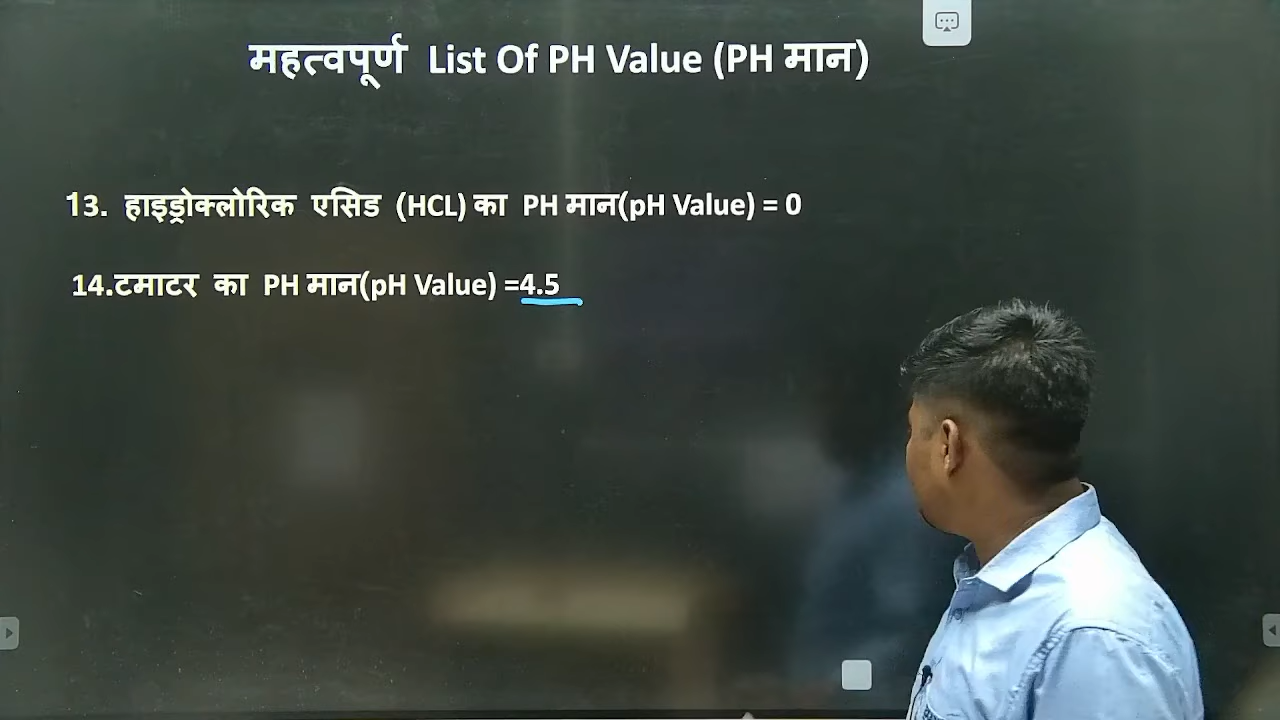 महत्वपूर्ण List Of PH Value (PH मान)
13. हाइड्रोक्लोरिक एसिड (HCL) का PH मान(pH Value) = 0
14.टमाटर का PH मान(pH Value) =4.5